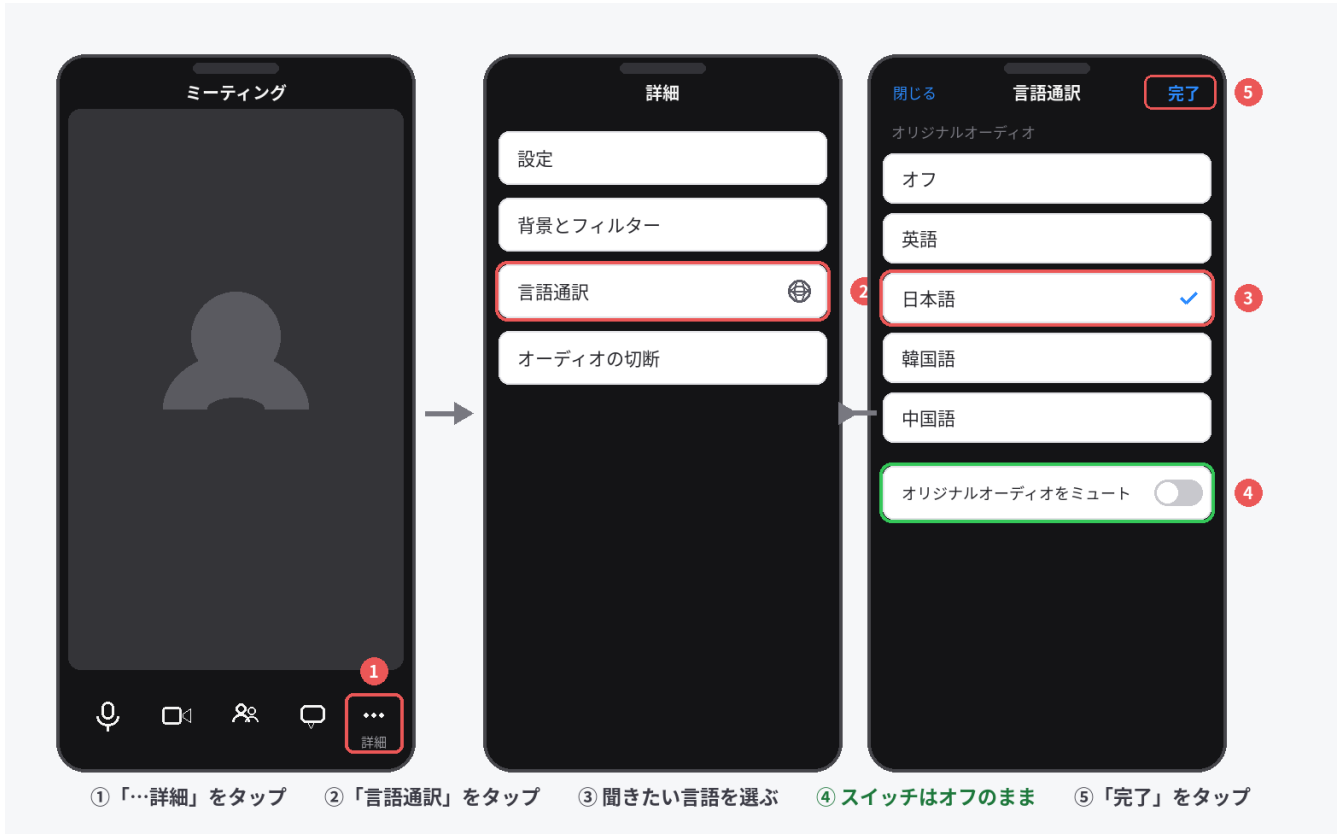 ミーティング
1
詳細
詳細
設定
背景とフィルター
言語通訳
2
オーディオの切断
閉じる
言語通訳
完了
5
オリジナルオーディオ
オフ
英語
日本語
3
韓国語
中国語
オリジナルオーディオをミュート
4
①「…詳細」をタップ
②「言語通訳」をタップ
③ 聞きたい言語を選ぶ
④ スイッチはオフのまま
⑤「完了」をタップ